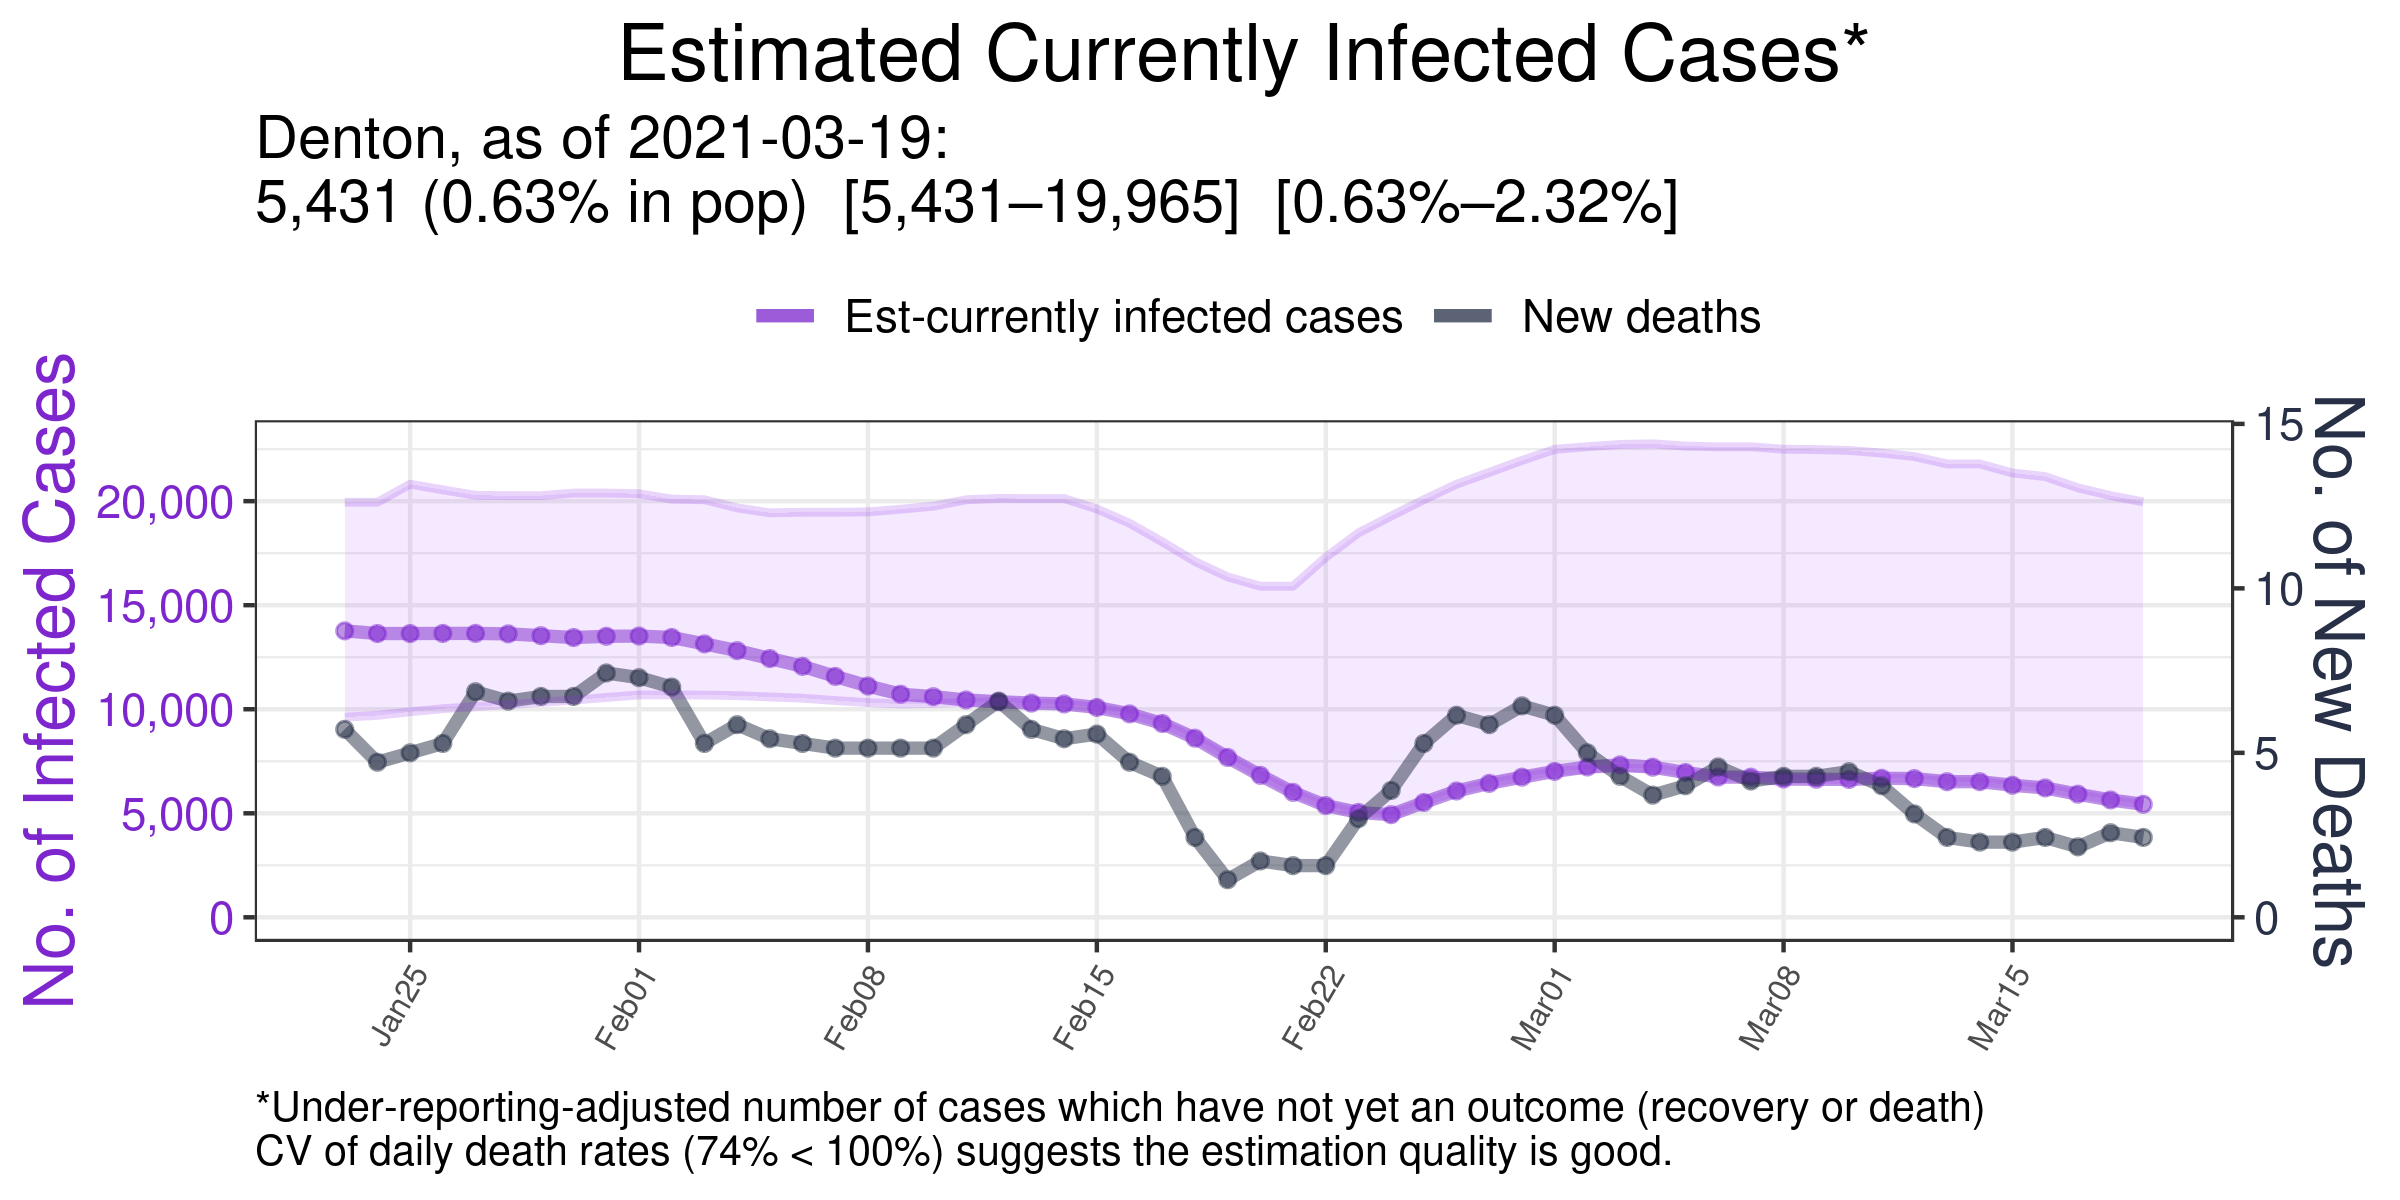 Estimated Currently Infected Cases*
Denton, as of 2021-03-19:
5,431 (0.63% in pop)  [5,431–19,965]  [0.63%–2.32%]
Est-currently infected cases
New deaths
No. of Infected Cases
20,000
15,000
10,000
5,000
0
15
10
5
0
No. of New Deaths
Jan25
Feb01
Feb08
Feb15
Feb22
Mar01
Mar08
Mar15
*Under-reporting-adjusted number of cases which have not yet an outcome (recovery or death)
CV of daily death rates (74% < 100%) suggests the estimation quality is good.